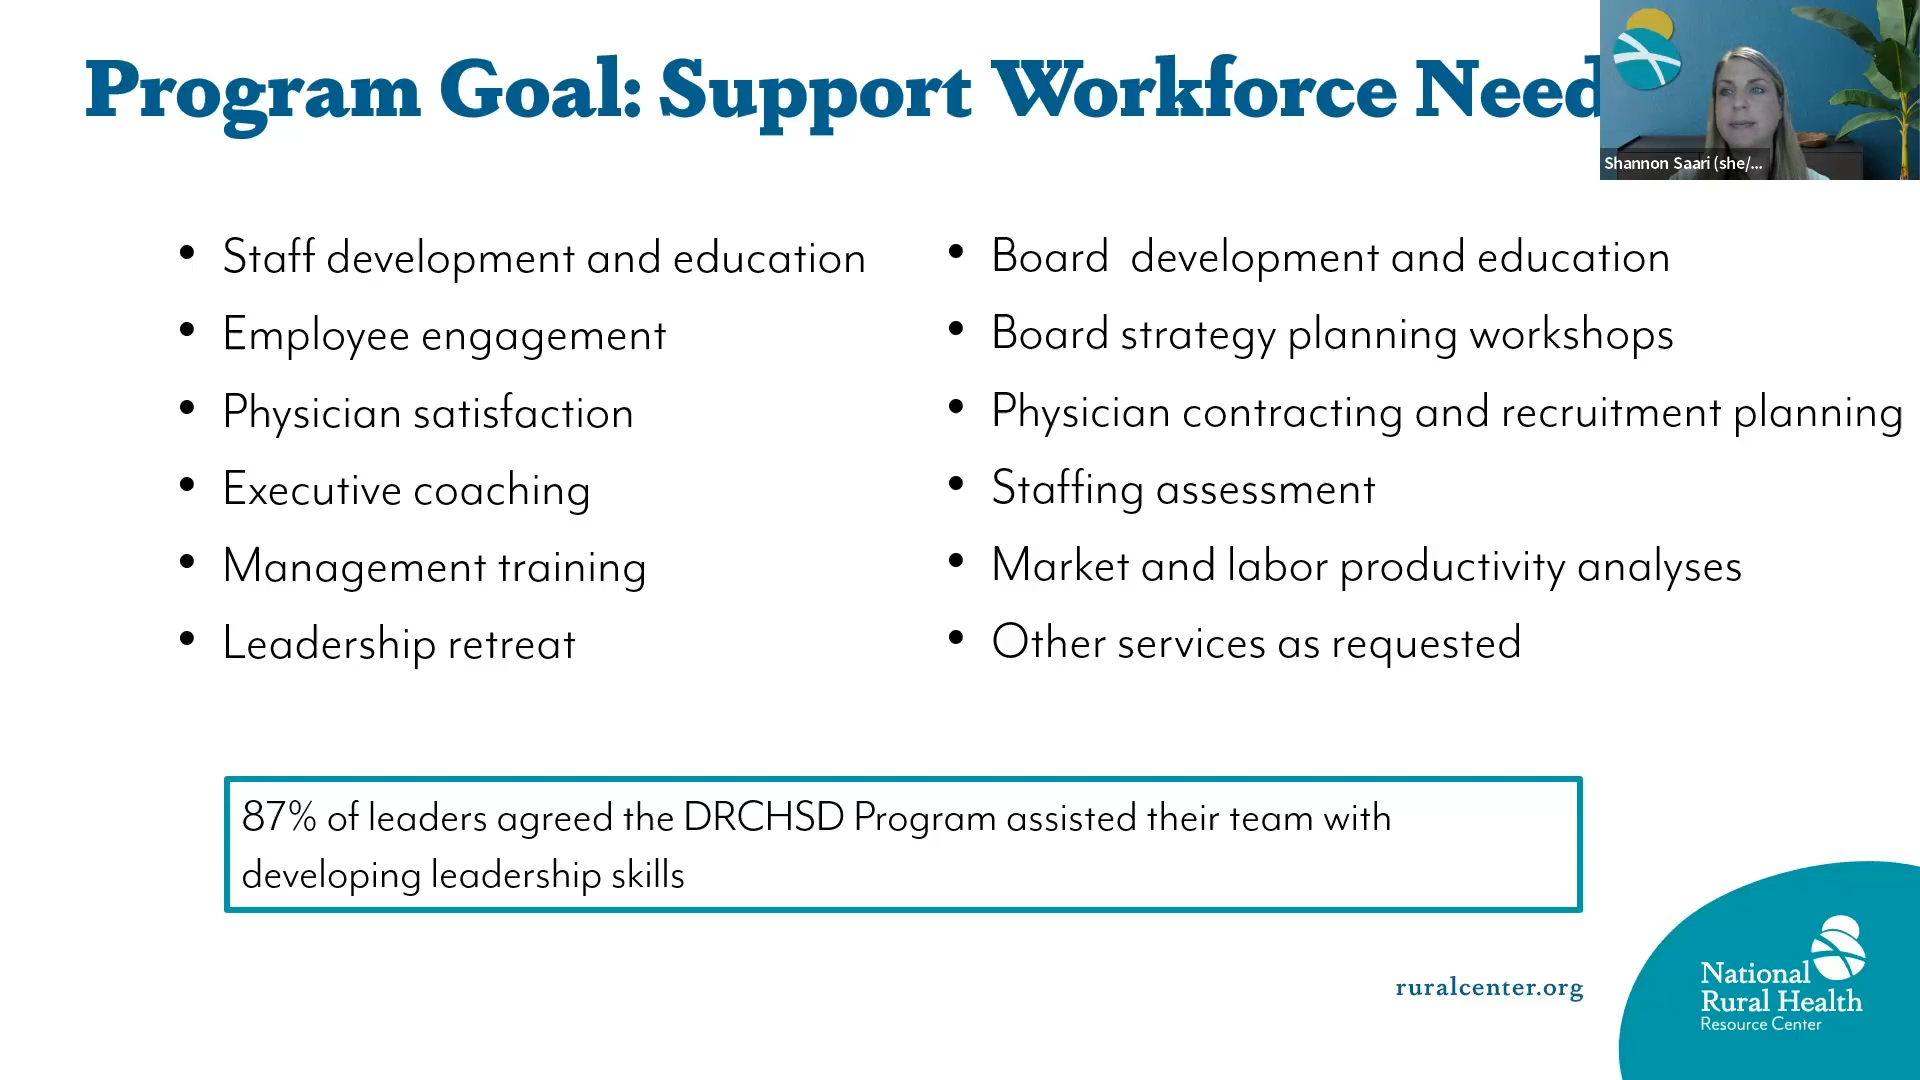 Program Goal: Support Workforce Need
Shannon Saari (she/...
• Staff development and education
• Employee engagement
• Physician satisfaction
• Executive coaching
• Management training
• Leadership retreat
• Board  development and education
• Board strategy planning workshops
• Physician contracting and recruitment planning
• Staffing assessment
• Market and labor productivity analyses
• Other services as requested
87% of leaders agreed the DRCHSD Program assisted their team with
developing leadership skills
ruralcenter.org
National
Rural Health
Resource Center